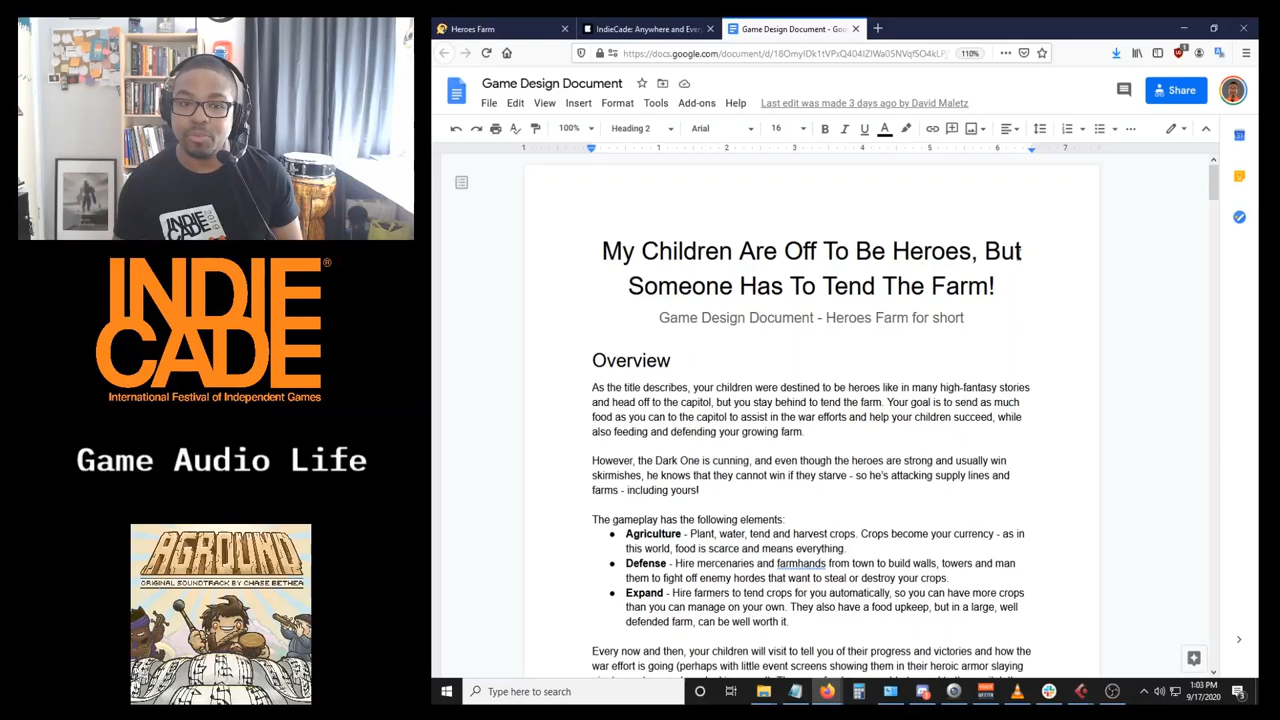 Heroes Farm
IndieCade: Anywhere and Ever
Game Design Document - Goo
110%
Game Design Document
File Edit View Insert Format Tools Add-ons Help
Last edit was made 3 days ago by David Maletz
Share
100% Heading 2 Arial 16
1 1 2 3 4 5 6 7
My Children Are Off To Be Heroes, But
Someone Has To Tend The Farm!
Game Design Document - Heroes Farm for short
Overview
As the title describes, your children were destined to be heroes like in many high-fantasy stories
and head off to the capitol, but you stay behind to tend the farm. Your goal is to send as much
food as you can to the capitol to assist in the war efforts and help your children succeed, while
also feeding and defending your growing farm.
However, the Dark One is cunning, and even though the heroes are strong and usually win
skirmishes, he knows that they cannot win if they starve - so he's attacking supply lines and
farms - including yours!
The gameplay has the following elements:
● Agriculture - Plant, water, tend and harvest crops. Crops become your currency - as in
this world, food is scarce and means everything.
● Defense - Hire mercenaries and farmhands from town to build walls, towers and man
them to fight off enemy hordes that want to steal or destroy your crops.
● Expand - Hire farmers to tend crops for you automatically, so you can have more crops
than you can manage on your own. They also have a food upkeep, but in a large, well
defended farm, can be well worth it.
Every now and then, your children will visit to tell you of their progress and victories and how the
war effort is going (perhaps with little event screens showing them in their heroic armor slaying
INDIE
CADE
2019
INDIE
CADE®
International Festival of Independent Games
Game Audio Life
AGROUND
ORIGINAL SOUNDTRACK BY CHASE BETHEA
Type here to search
1:03 PM
9/17/2020